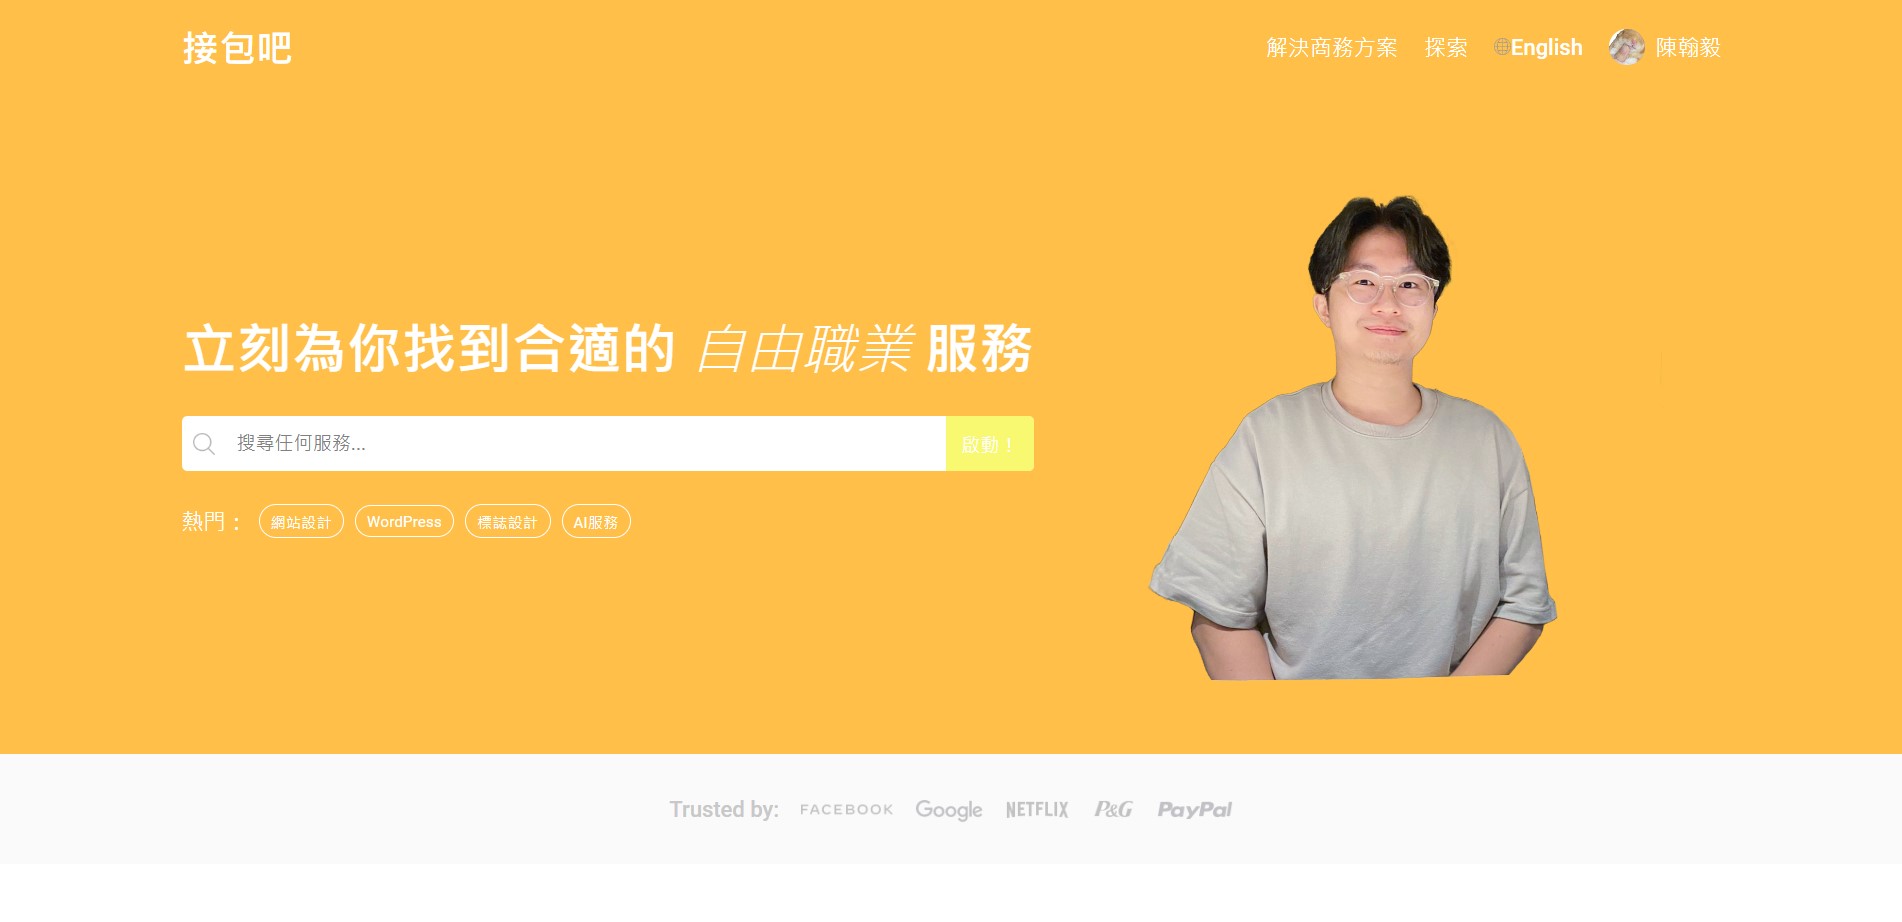 接包吧
解決商務方案 探索 English 陳翰毅
立刻為你找到合適的 自由職業 服務
搜尋任何服務...
啟動！
熱門： 網站設計 WordPress 標誌設計 AI服務
Trusted by: FACEBOOK Google NETFLIX P&G PayPal